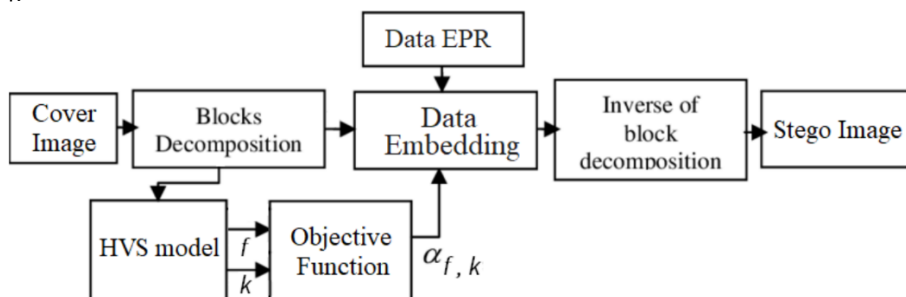 Data EPR
Cover
Image
Blocks
Decomposition
Data
Embedding
Inverse of
block
decomposition
Stego Image
HVS model
f
k
Objective
Function
α f , k